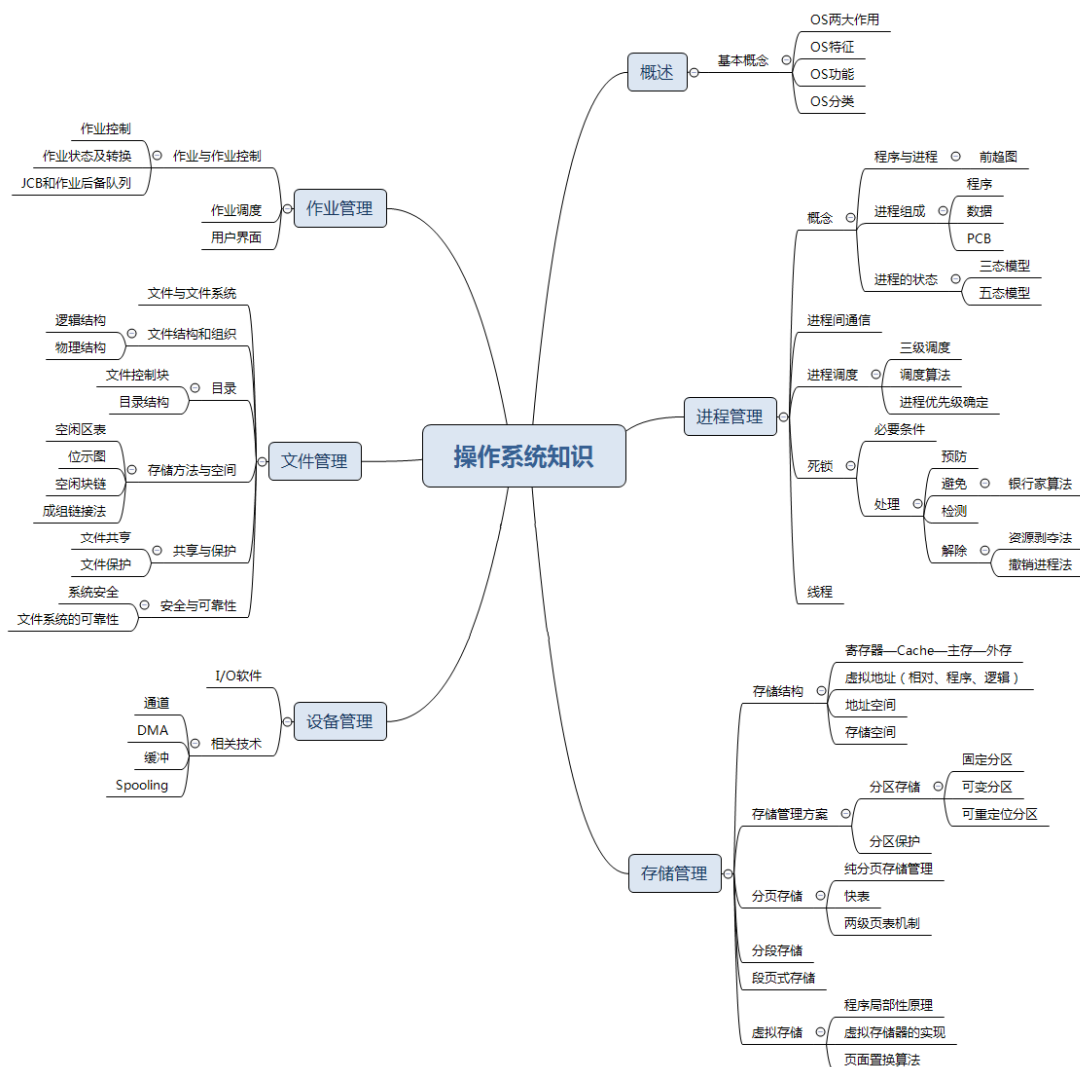 操作系统知识
概述
基本概念
OS两大作用
OS特征
OS功能
OS分类
进程管理
概念
程序与进程
前趋图
进程组成
程序
数据
PCB
进程的状态
三态模型
五态模型
进程间通信
进程调度
三级调度
调度算法
进程优先级确定
死锁
必要条件
处理
预防
避免
银行家算法
检测
解除
资源剥夺法
撤销进程法
线程
存储管理
存储结构
寄存器—Cache—主存—外存
虚拟地址（相对、程序、逻辑）
地址空间
存储空间
存储管理方案
分区存储
固定分区
可变分区
可重定位分区
分区保护
分页存储
纯分页存储管理
快表
两级页表机制
分段存储
段页式存储
虚拟存储
程序局部性原理
虚拟存储器的实现
页面置换算法
作业管理
作业与作业控制
作业控制
作业状态及转换
JCB和作业后备队列
作业调度
用户界面
文件管理
文件与文件系统
文件结构和组织
逻辑结构
物理结构
目录
文件控制块
目录结构
存储方法与空间
空闲区表
位示图
空闲块链
成组链接法
共享与保护
文件共享
文件保护
安全与可靠性
系统安全
文件系统的可靠性
设备管理
I/O软件
相关技术
通道
DMA
缓冲
Spooling